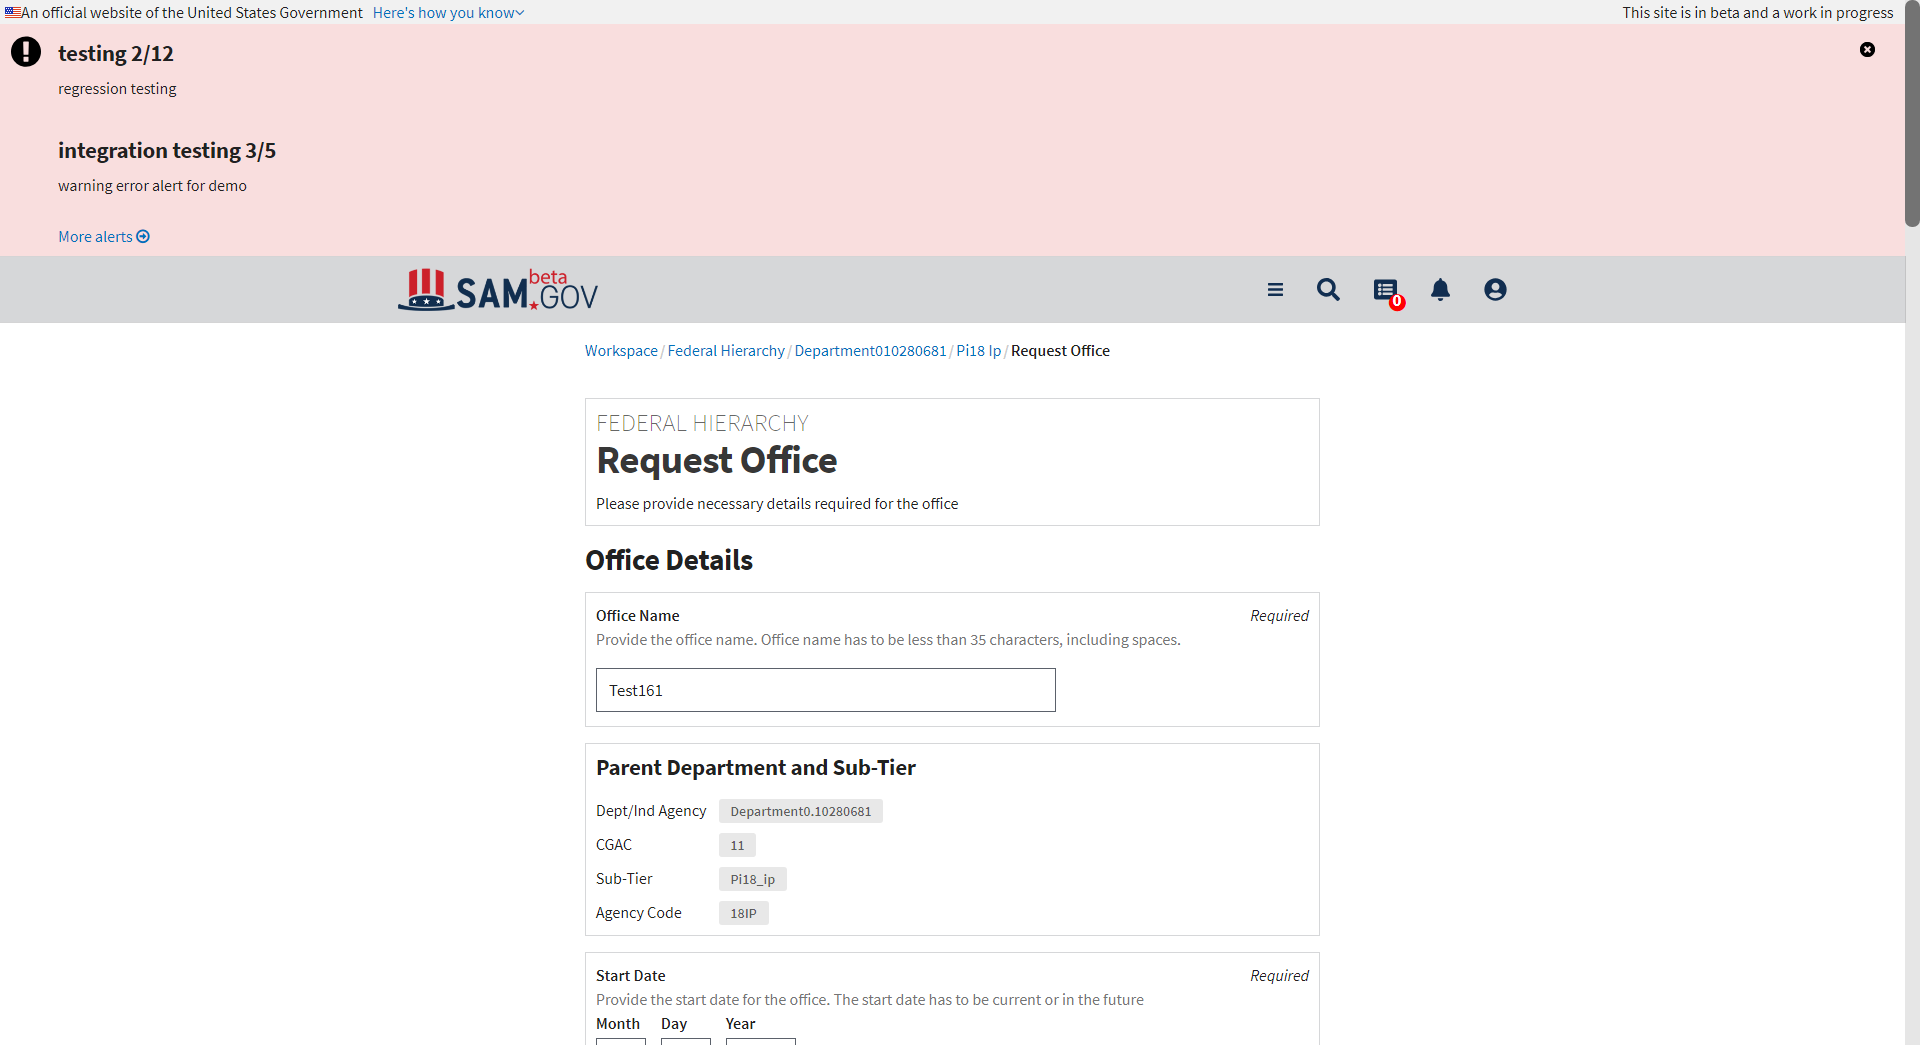 An official website of the United States Government Here's how you know
This site is in beta and a work in progress
testing 2/12
regression testing
integration testing 3/5
warning error alert for demo
More alerts
SAM.GOV beta
0
Workspace / Federal Hierarchy / Department010280681 / Pi18 Ip / Request Office
FEDERAL HIERARCHY
Request Office
Please provide necessary details required for the office
Office Details
Office Name Required
Provide the office name. Office name has to be less than 35 characters, including spaces.
Test161
Parent Department and Sub-Tier
Dept/Ind Agency Department0.10280681
CGAC 11
Sub-Tier Pi18_ip
Agency Code 18IP
Start Date Required
Provide the start date for the office. The start date has to be current or in the future
Month Day Year